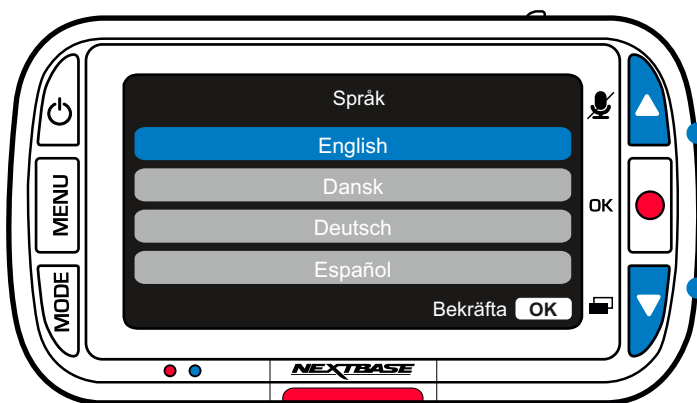 Språk
English
Dansk
Deutsch
Español
Bekräfta OK
MENU
MODE
OK
NEXTBASE